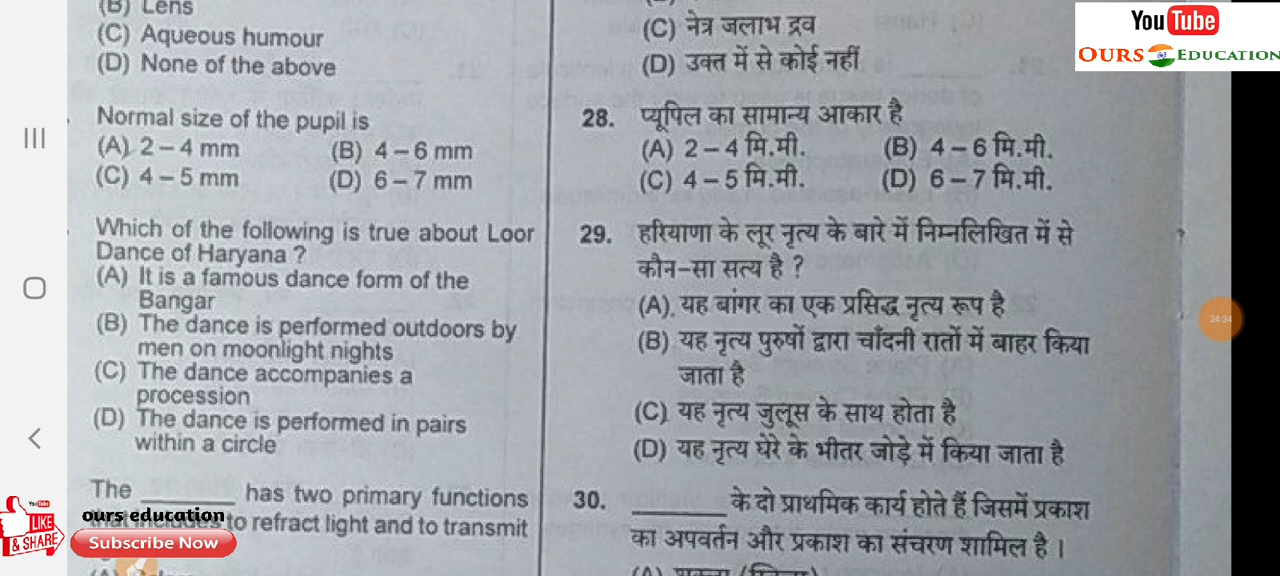 (B) Lens
(C) Aqueous humour
(D) None of the above
Normal size of the pupil is
(A) 2 – 4 mm (B) 4 – 6 mm
(C) 4 – 5 mm (D) 6 – 7 mm
Which of the following is true about Loor
Dance of Haryana ?
(A) It is a famous dance form of the
Bangar
(B) The dance is performed outdoors by
men on moonlight nights
(C) The dance accompanies a
procession
(D) The dance is performed in pairs
within a circle
The ________ has two primary functions
that includes to refract light and to transmit
(C) नेत्र जलाभ द्रव
(D) उक्त में से कोई नहीं
28. प्यूपिल का सामान्य आकार है
(A) 2 – 4 मि.मी. (B) 4 – 6 मि.मी.
(C) 4 – 5 मि.मी. (D) 6 – 7 मि.मी.
29. हरियाणा के लूर नृत्य के बारे में निम्नलिखित में से
कौन-सा सत्य है ?
(A) यह बांगर का एक प्रसिद्ध नृत्य रूप है
(B) यह नृत्य पुरुषों द्वारा चाँदनी रातों में बाहर किया
जाता है
(C) यह नृत्य जुलूस के साथ होता है
(D) यह नृत्य घेरे के भीतर जोड़े में किया जाता है
30. ________ के दो प्राथमिक कार्य होते हैं जिसमें प्रकाश
का अपवर्तन और प्रकाश का संचरण शामिल है ।
YouTube
OURS EDUCATION
24:34
YouTube
LIKE
& SHARE
ours education
Subscribe Now